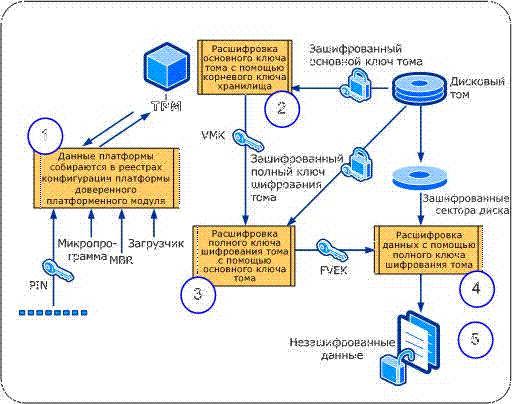 Расшифровка
основного ключа
тома с помощью
корневого ключа
хранилища
2
Зашифрованный
основной ключ тома
Дисковый
том
TPM
1
VMK
Данные платформы
собираются в реестрах
конфигурации платформы
доверенного
платформенного модуля
Зашифрованный
полный ключ
шифрования
тома
Зашифрованные
сектора диска
Микропро-
грамма
MBR
Загрузчик
PIN
Расшифровка
полного ключа
шифрования тома
с помощью
основного ключа
тома
3
FVEK
Расшифровка
данных с помощью
полного ключа
шифрования тома
4
Незашифрованные
данные
5